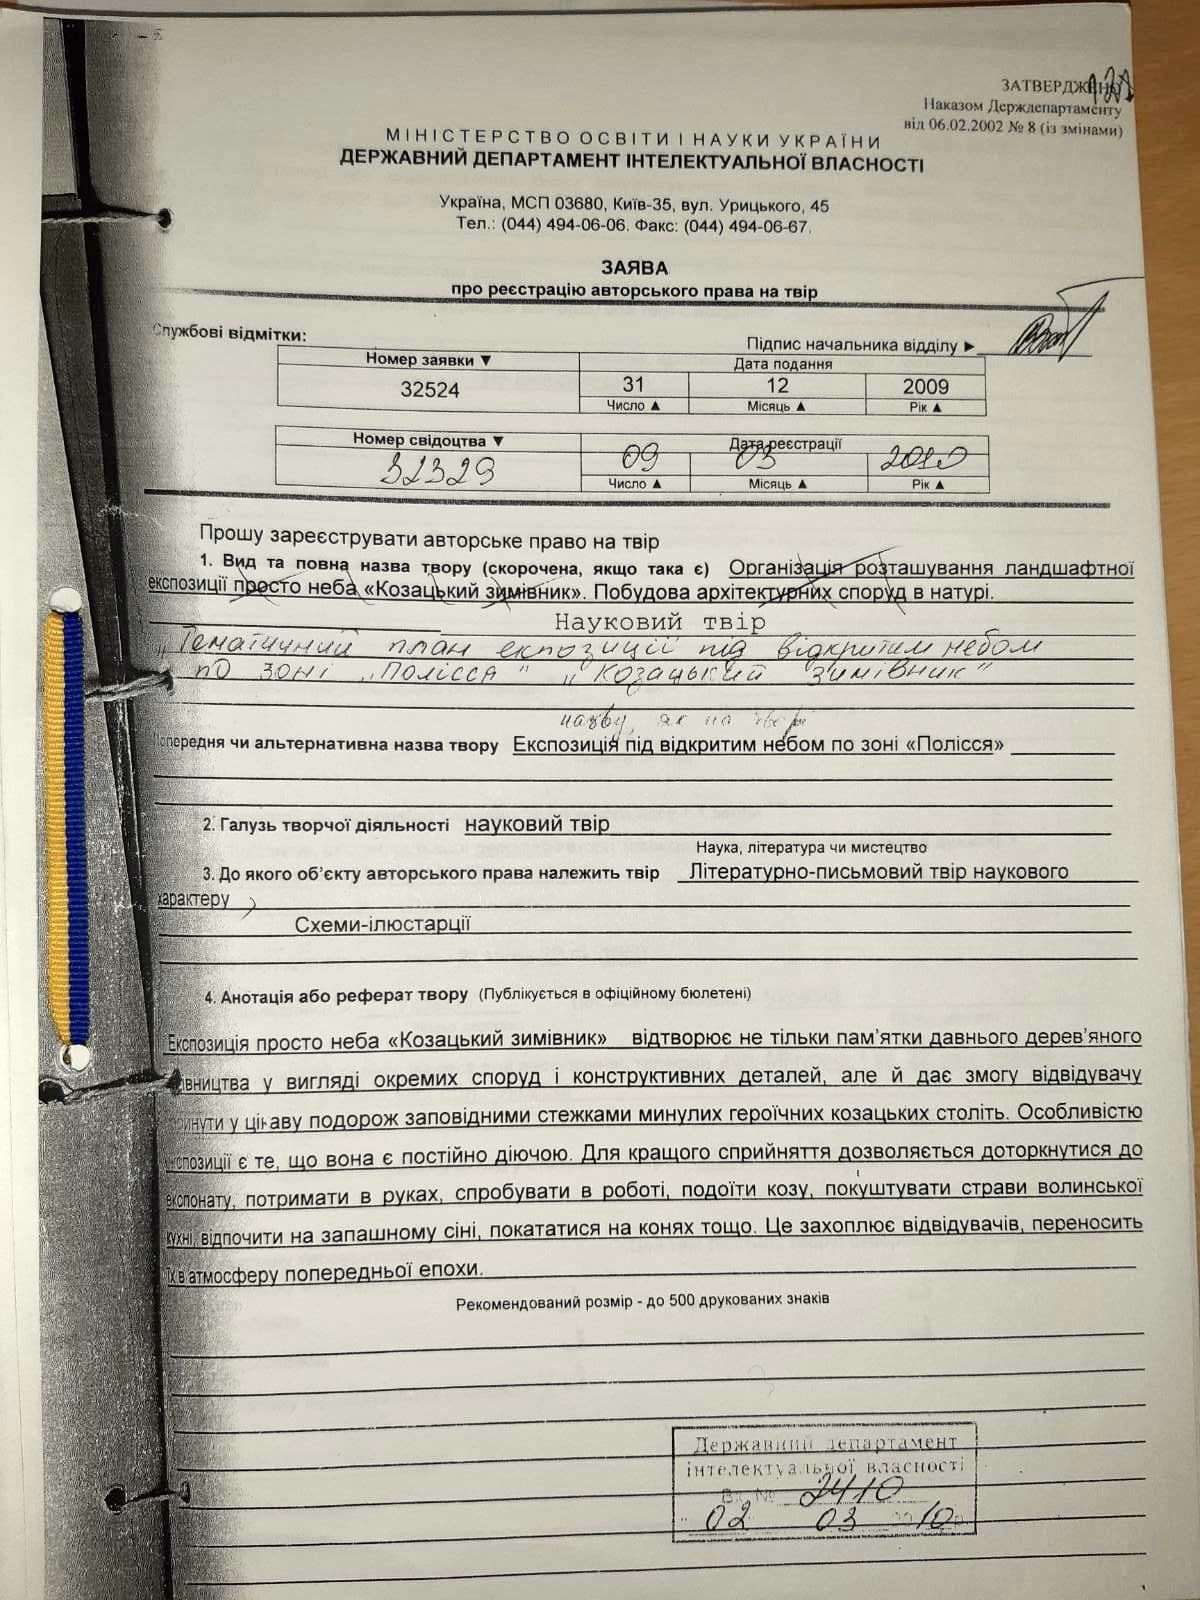 ЗАТВЕРДЖЕНО
Наказом Держдепартаменту
від 06.02.2002 № 8 (із змінами)
МІНІСТЕРСТВО ОСВІТИ І НАУКИ УКРАЇНИ
ДЕРЖАВНИЙ ДЕПАРТАМЕНТ ІНТЕЛЕКТУАЛЬНОЇ ВЛАСНОСТІ
Україна, МСП 03680, Київ-35, вул. Урицького, 45
Тел.: (044) 494-06-06. Факс: (044) 494-06-67.
ЗАЯВА
про реєстрацію авторського права на твір
Службові відмітки:
Підпис начальника відділу ►
Номер заявки ▼ Дата подання
32524 31 12 2009
Число ▲ Місяць ▲ Рік ▲
Номер свідоцтва ▼ Дата реєстрації
32329 09 03 2010
Число ▲ Місяць ▲ Рік ▲
Прошу зареєструвати авторське право на твір
1. Вид та повна назва твору (скорочена, якщо така є) Організація розташування ландшафтної
експозиції просто неба «Козацький зимівник». Побудова архітектурних споруд в натурі.
Науковий твір
„Тематичний план експозиції під відкритим небом
по зоні „Полісся" „Козацький зимівник"
назву, як на творі
Попередня чи альтернативна назва твору Експозиція під відкритим небом по зоні «Полісся»
2. Галузь творчої діяльності науковий твір
Наука, література чи мистецтво
3. До якого об'єкту авторського права належить твір Літературно-письмовий твір наукового
характеру ,
Схеми-ілюстарції
4. Анотація або реферат твору (Публікується в офіційному бюлетені)
Експозиція просто неба «Козацький зимівник» відтворює не тільки пам'ятки давнього дерев'яного
івництва у вигляді окремих споруд і конструктивних деталей, але й дає змогу відвідувачу
ринути у цікаву подорож заповідними стежками минулих героїчних козацьких століть. Особливістю
експозиції є те, що вона є постійно діючою. Для кращого сприйняття дозволяється доторкнутися до
експонату, потримати в руках, спробувати в роботі, подоїти козу, покуштувати страви волинської
кухні, відпочити на запашному сіні, покататися на конях тощо. Це захоплює відвідувачів, переносить
їх в атмосферу попередньої епохи.
Рекомендований розмір - до 500 друкованих знаків
Державний департамент
інтелектуальної власності
Вх. № 2410
" 02 03 2010р.